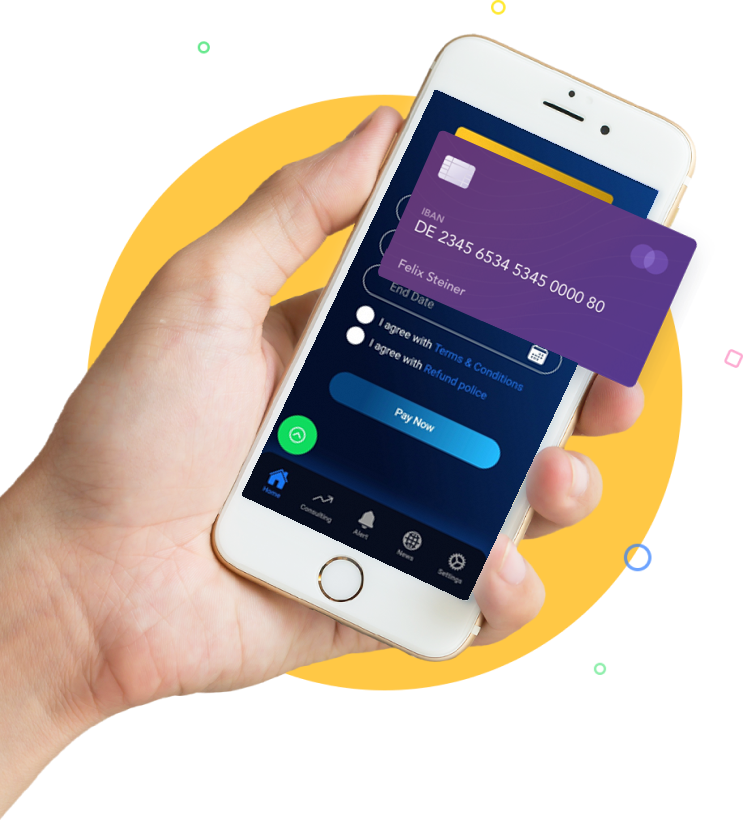 IBAN
DE 2345 6534 5345 0000 80
Felix Steiner
End Date
I agree with Terms & Conditions
I agree with Refund police
Pay Now
Home
Consulting
Alert
News
Settings